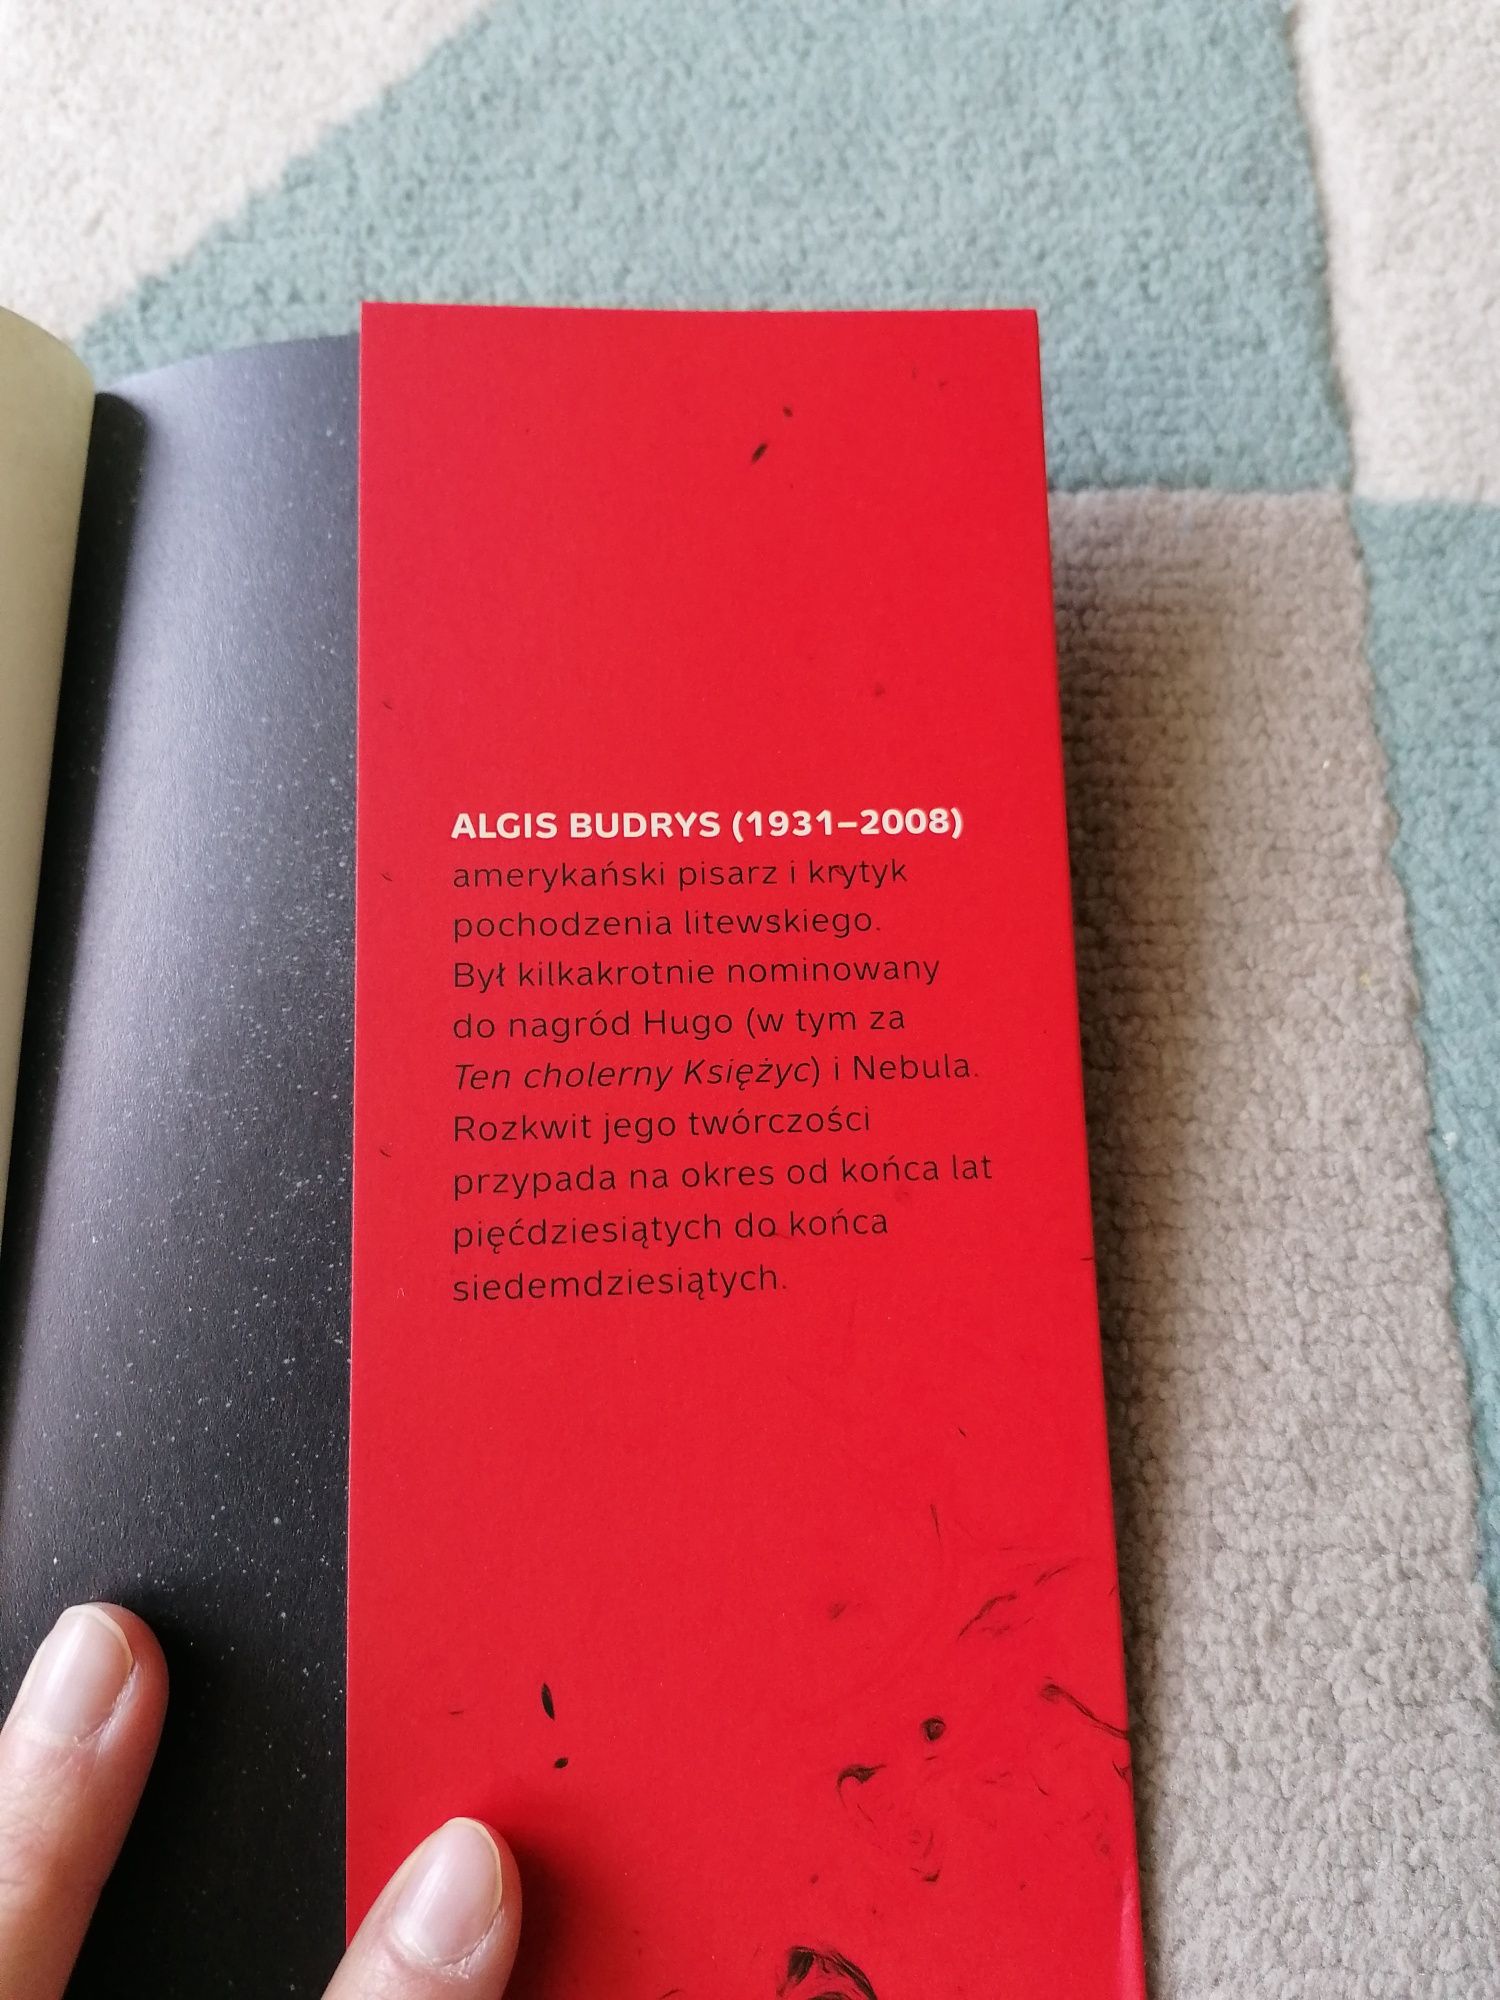 ALGIS BUDRYS (1931–2008)
amerykański pisarz i krytyk
pochodzenia litewskiego.
Był kilkakrotnie nominowany
do nagród Hugo (w tym za
Ten cholerny Księżyc) i Nebula.
Rozkwit jego twórczości
przypada na okres od końca lat
pięćdziesiątych do końca
siedemdziesiątych.